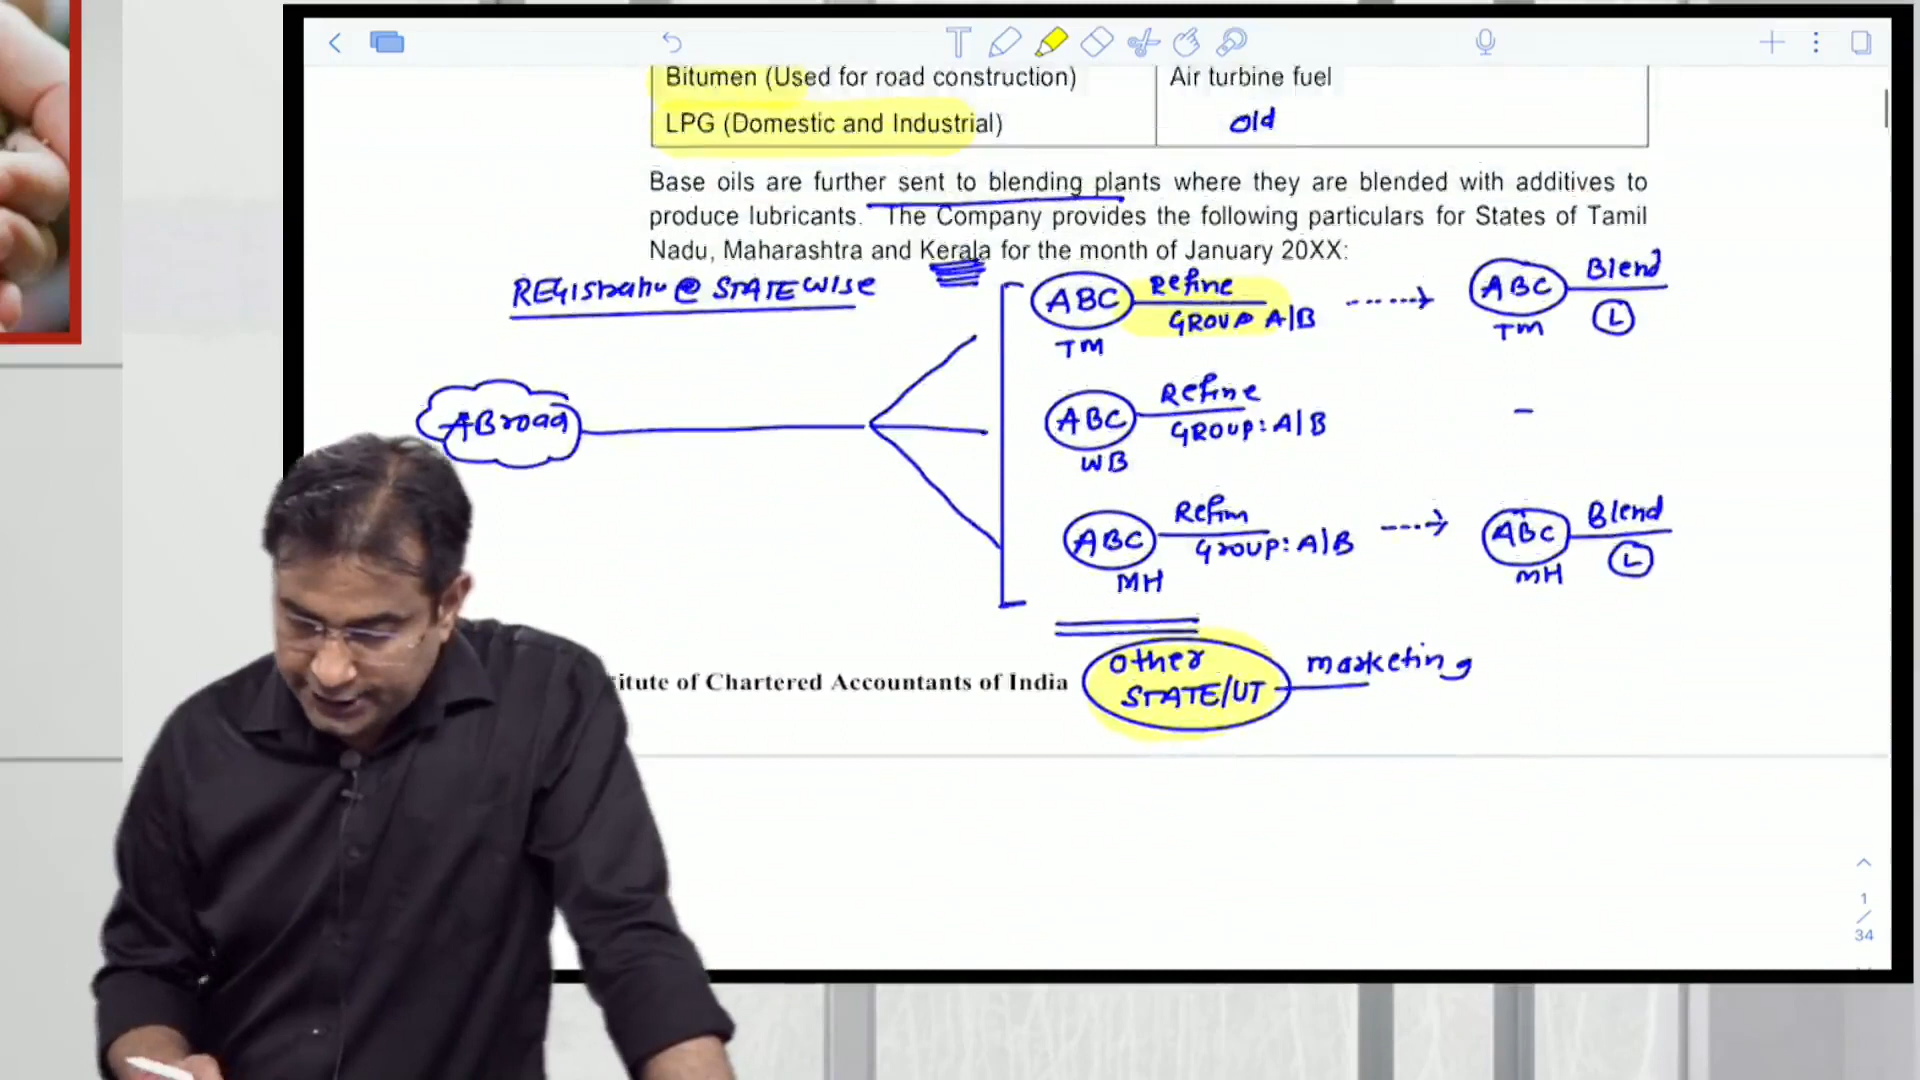 Bitumen (Used for road construction)
Air turbine fuel
LPG (Domestic and Industrial)
old
Base oils are further sent to blending plants where they are blended with additives to
produce lubricants. The Company provides the following particulars for States of Tamil
Nadu, Maharashtra and Kerala for the month of January 20XX:
REGIStrahn @ STATEWISE
ABC
Refine
GROUP A|B
TM
ABC
Blend
L
TM
ABroad
ABC
Refine
GROUP: A|B
WB
ABC
Refim
Group: A|B
MH
ABC
Blend
L
MH
Other
STATE/UT
marketing
itute of Chartered Accountants of India
1
/
34